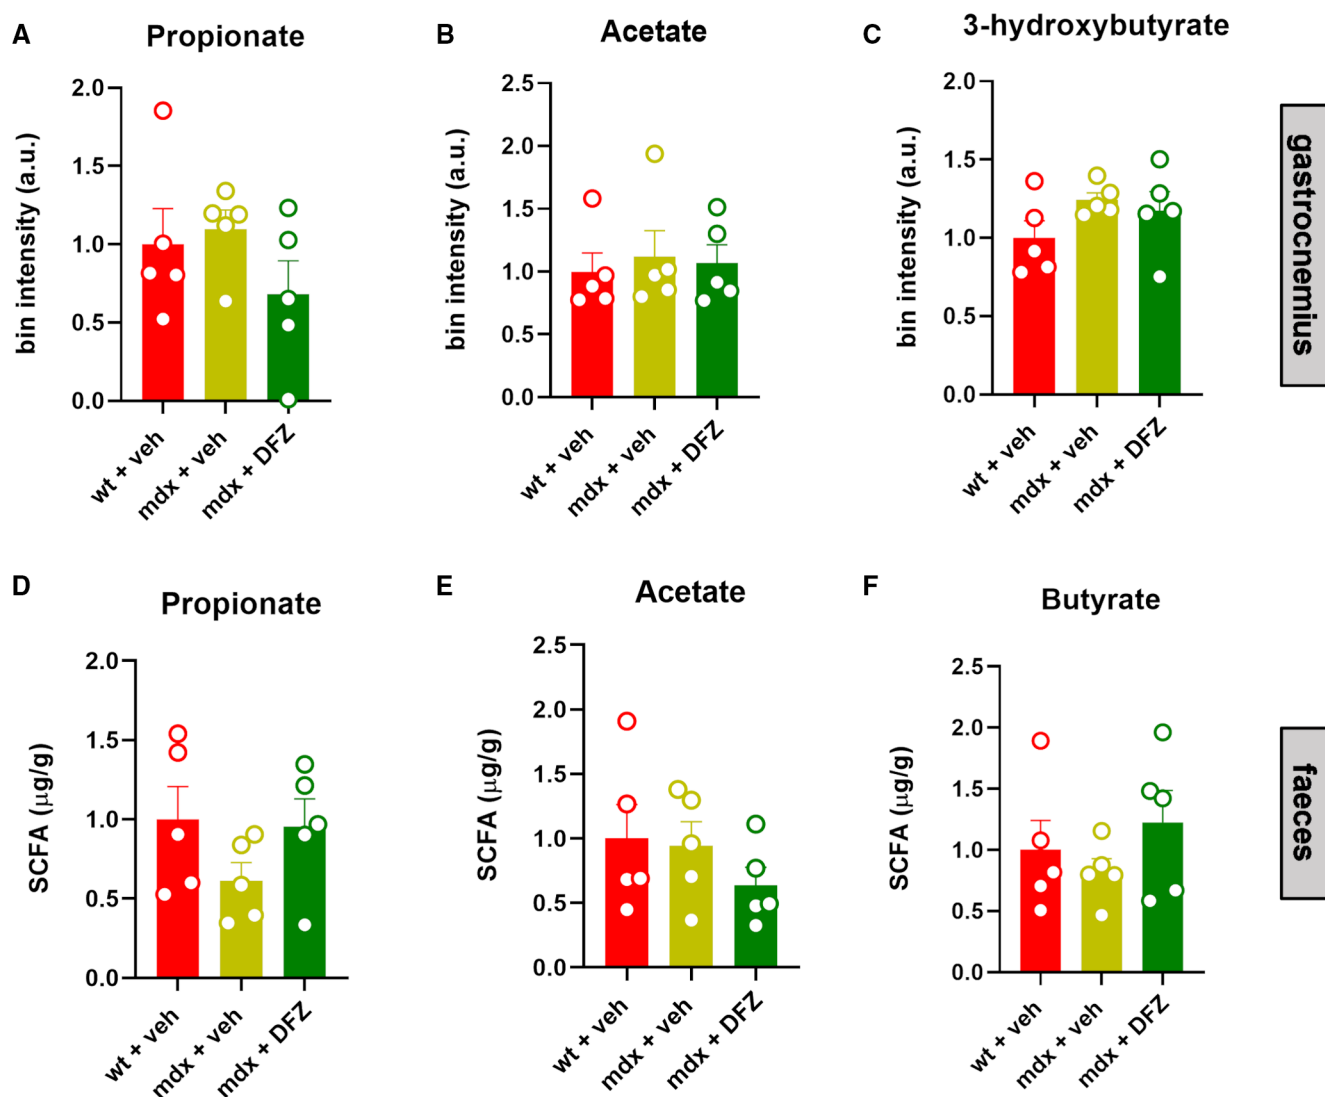 A
Propionate
bin intensity (a.u.)
2.0
1.5
1.0
0.5
0.0
wt + veh
mdx + veh
mdx + DFZ
B
Acetate
bin intensity (a.u.)
2.5
2.0
1.5
1.0
0.5
0.0
wt + veh
mdx + veh
mdx + DFZ
C
3-hydroxybutyrate
bin intensity (a.u.)
2.0
1.5
1.0
0.5
0.0
wt + veh
mdx + veh
mdx + DFZ
gastrocnemius
D
Propionate
SCFA (μg/g)
2.0
1.5
1.0
0.5
0.0
wt + veh
mdx + veh
mdx + DFZ
E
Acetate
SCFA (μg/g)
2.5
2.0
1.5
1.0
0.5
0.0
wt + veh
mdx + veh
mdx + DFZ
F
Butyrate
SCFA (μg/g)
2.5
2.0
1.5
1.0
0.5
0.0
wt + veh
mdx + veh
mdx + DFZ
faeces